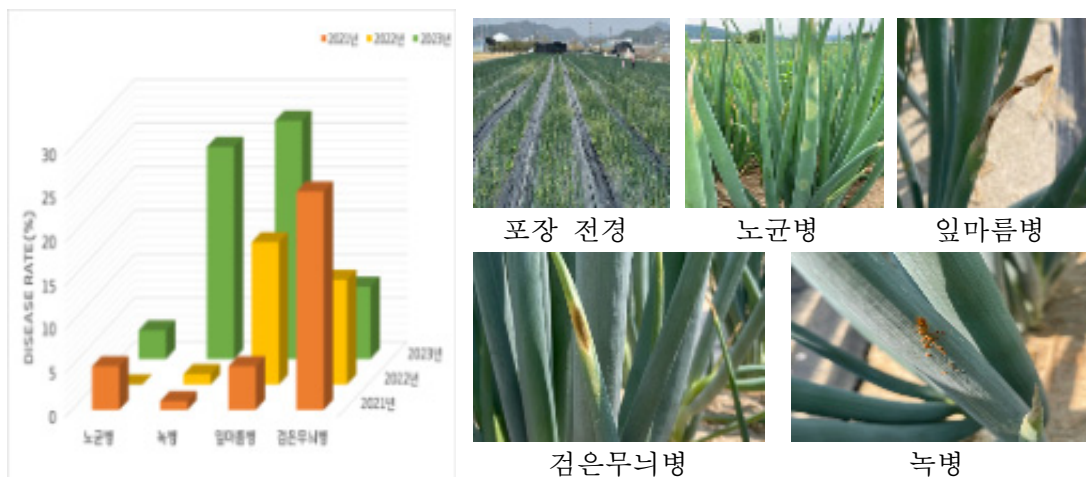 ■2021년 ■2022년 ■2023년
DISEASE RATE(%)
30
25
20
15
10
5
0
2023년
2022년
2021년
노균병 녹병 잎마름병 검은무늬병
포장 전경 노균병 잎마름병
검은무늬병 녹병